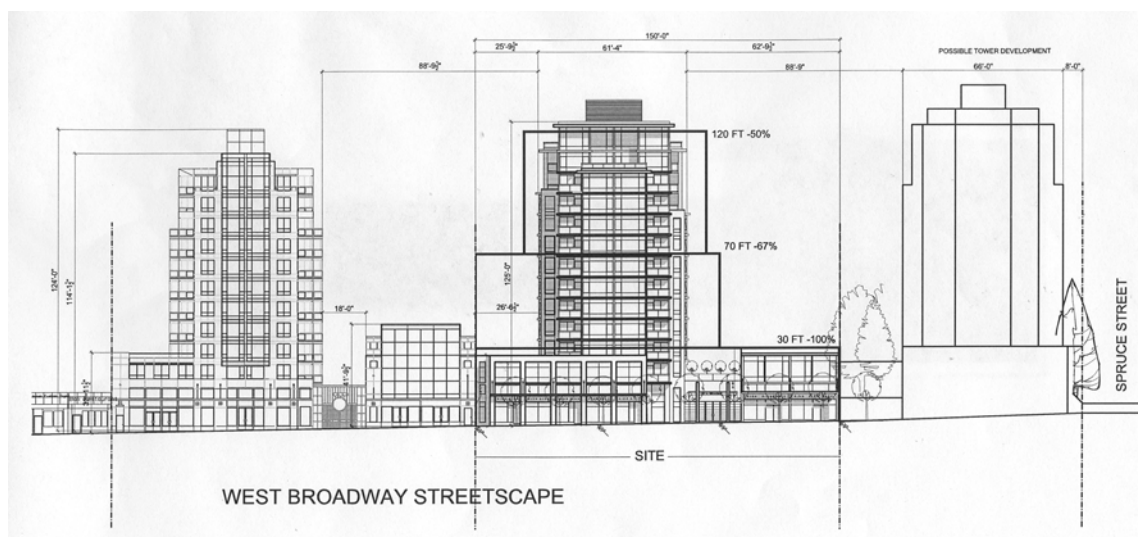 150'-0"
25'-9½"
61'-4"
62'-9½"
POSSIBLE TOWER DEVELOPMENT
88'-9½"
88'-9"
66'-0"
8'-0"
120 FT -50%
124'-0"
114'-1½"
70 FT -67%
125'-0"
26'-6½"
18'-0"
30 FT -100%
SPRUCE STREET
SITE
WEST BROADWAY STREETSCAPE